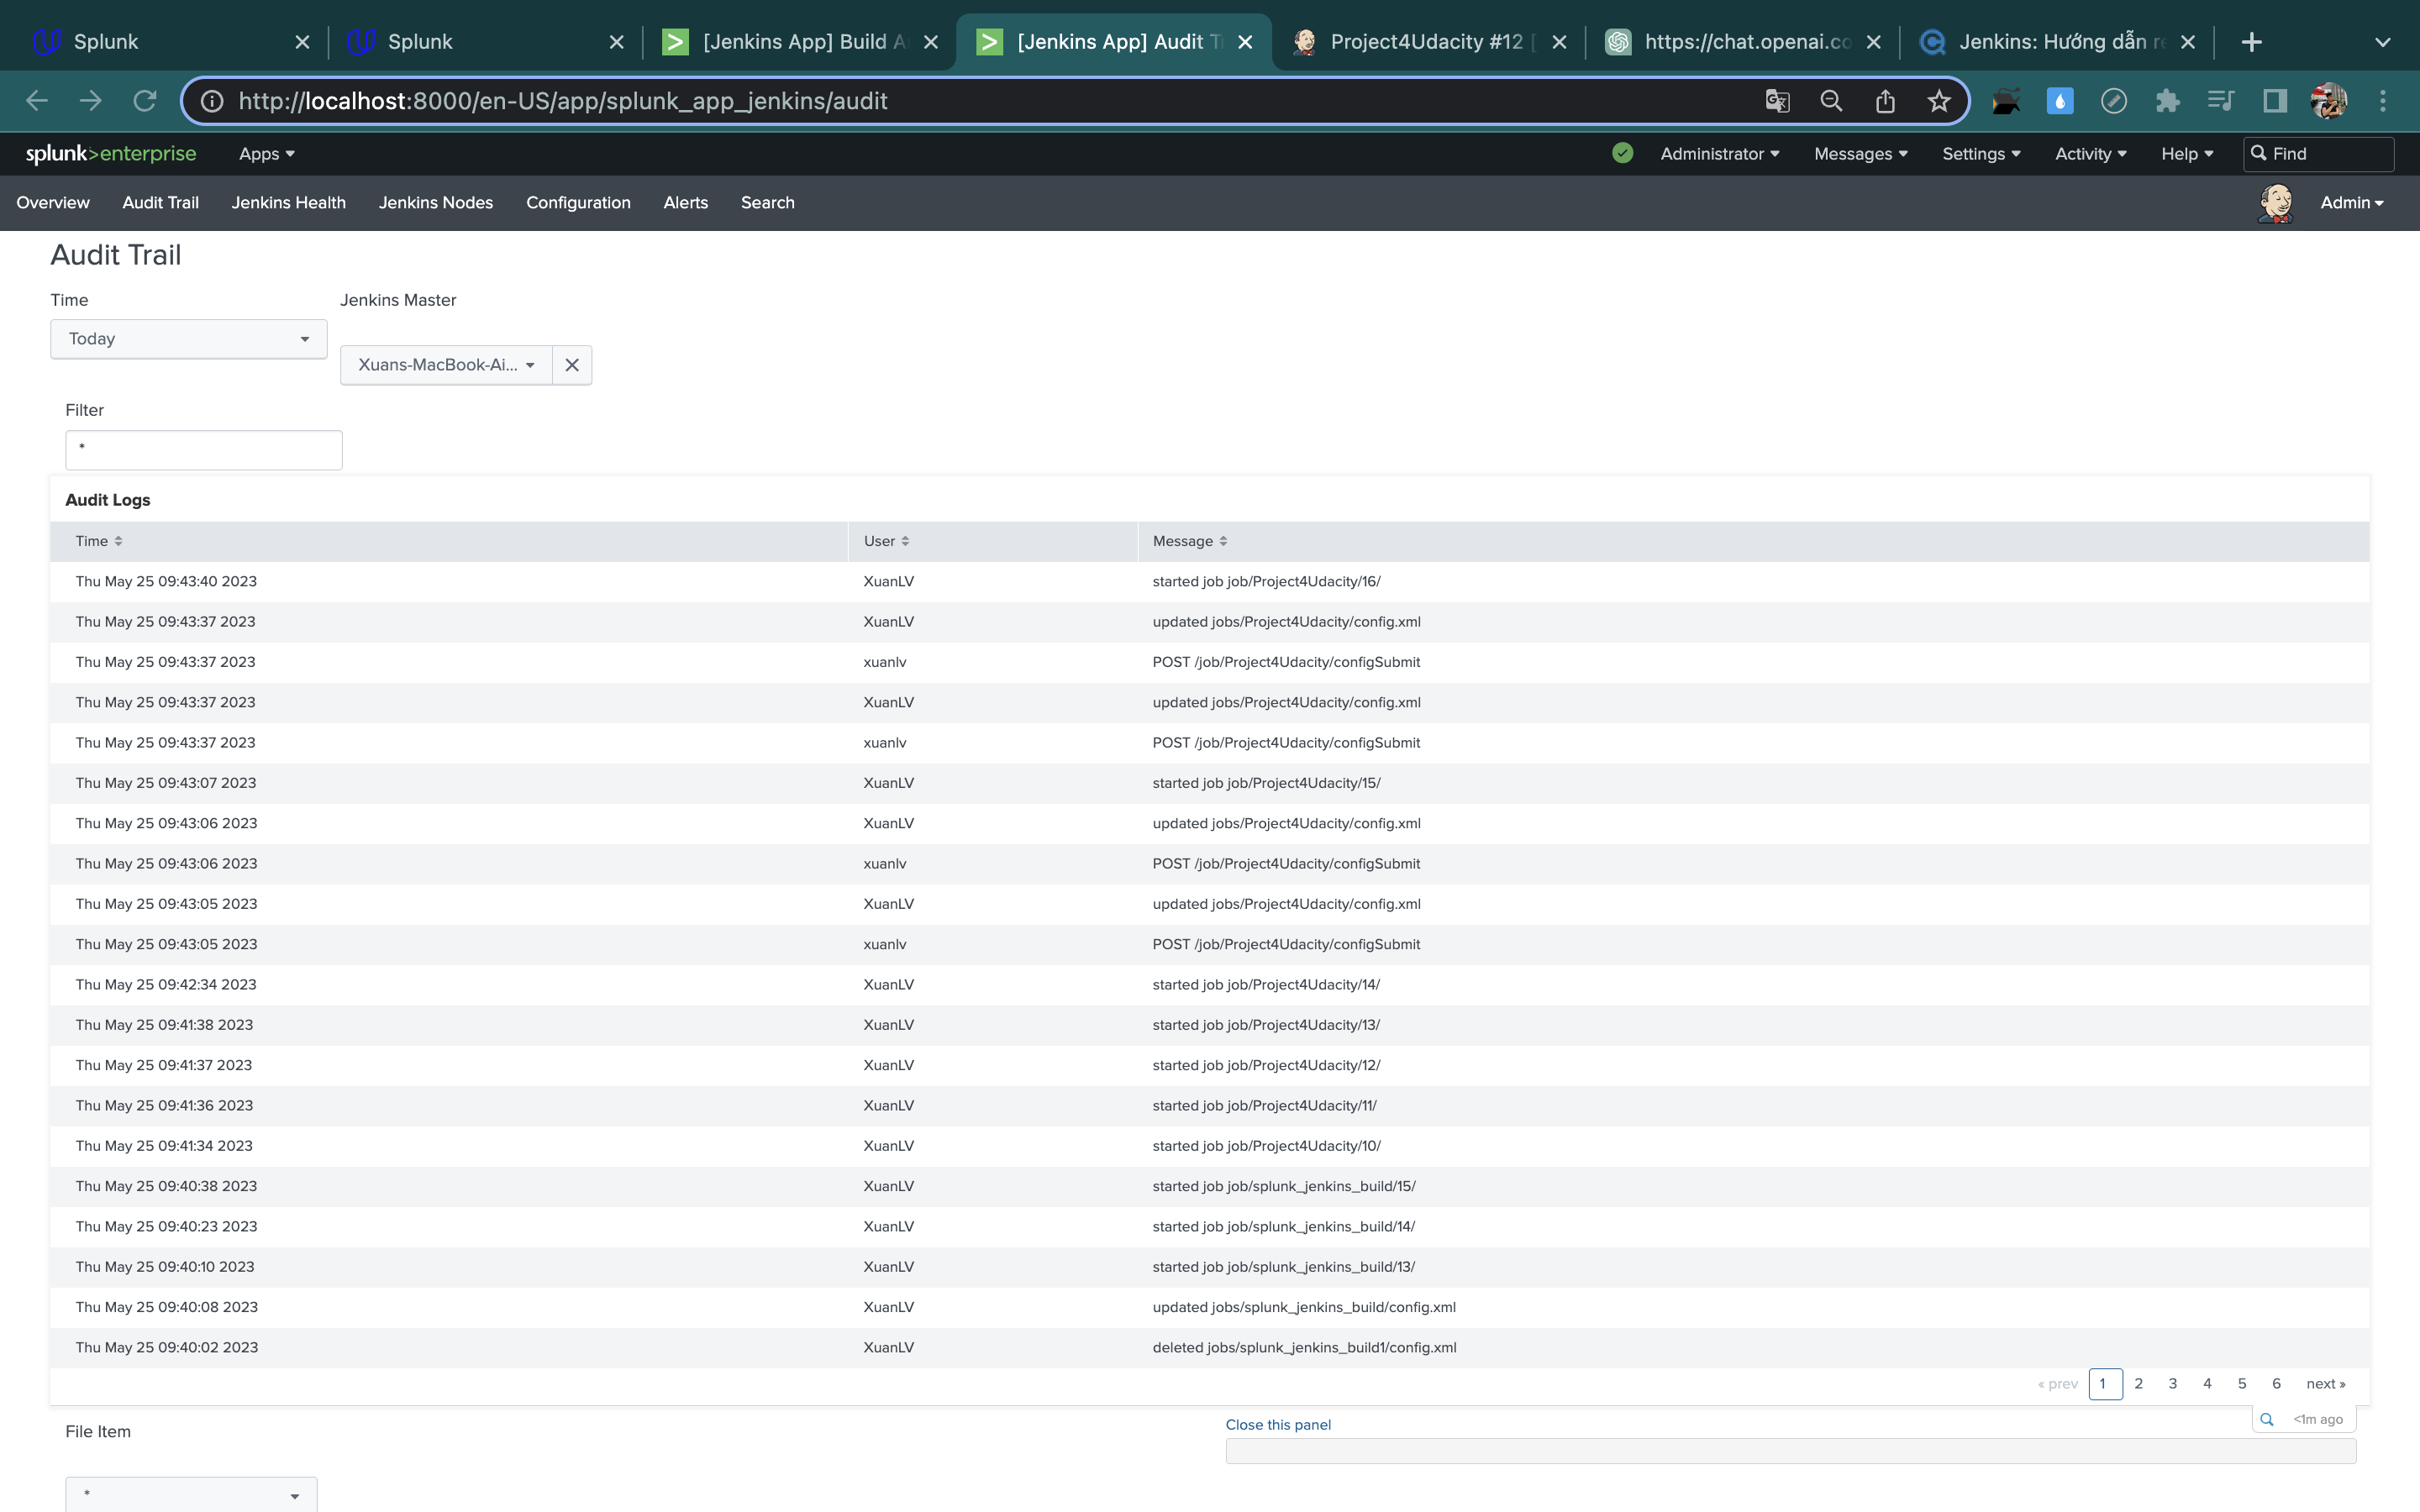 Splunk
Splunk
[Jenkins App] Build A
[Jenkins App] Audit T
Project4Udacity #12 [
https://chat.openai.co
Jenkins: Hướng dẫn re
http://localhost:8000/en-US/app/splunk_app_jenkins/audit
splunk>enterprise Apps Administrator Messages Settings Activity Help Find
Overview Audit Trail Jenkins Health Jenkins Nodes Configuration Alerts Search Admin
Audit Trail
Time Jenkins Master
Today
Xuans-MacBook-Ai...
Filter
*
Audit Logs
Time User Message
Thu May 25 09:43:40 2023 XuanLV started job job/Project4Udacity/16/
Thu May 25 09:43:37 2023 XuanLV updated jobs/Project4Udacity/config.xml
Thu May 25 09:43:37 2023 xuanlv POST /job/Project4Udacity/configSubmit
Thu May 25 09:43:37 2023 XuanLV updated jobs/Project4Udacity/config.xml
Thu May 25 09:43:37 2023 xuanlv POST /job/Project4Udacity/configSubmit
Thu May 25 09:43:07 2023 XuanLV started job job/Project4Udacity/15/
Thu May 25 09:43:06 2023 XuanLV updated jobs/Project4Udacity/config.xml
Thu May 25 09:43:06 2023 xuanlv POST /job/Project4Udacity/configSubmit
Thu May 25 09:43:05 2023 XuanLV updated jobs/Project4Udacity/config.xml
Thu May 25 09:43:05 2023 xuanlv POST /job/Project4Udacity/configSubmit
Thu May 25 09:42:34 2023 XuanLV started job job/Project4Udacity/14/
Thu May 25 09:41:38 2023 XuanLV started job job/Project4Udacity/13/
Thu May 25 09:41:37 2023 XuanLV started job job/Project4Udacity/12/
Thu May 25 09:41:36 2023 XuanLV started job job/Project4Udacity/11/
Thu May 25 09:41:34 2023 XuanLV started job job/Project4Udacity/10/
Thu May 25 09:40:38 2023 XuanLV started job job/splunk_jenkins_build/15/
Thu May 25 09:40:23 2023 XuanLV started job job/splunk_jenkins_build/14/
Thu May 25 09:40:10 2023 XuanLV started job job/splunk_jenkins_build/13/
Thu May 25 09:40:08 2023 XuanLV updated jobs/splunk_jenkins_build/config.xml
Thu May 25 09:40:02 2023 XuanLV deleted jobs/splunk_jenkins_build1/config.xml
« prev 1 2 3 4 5 6 next »
<1m ago
File Item
Close this panel
*